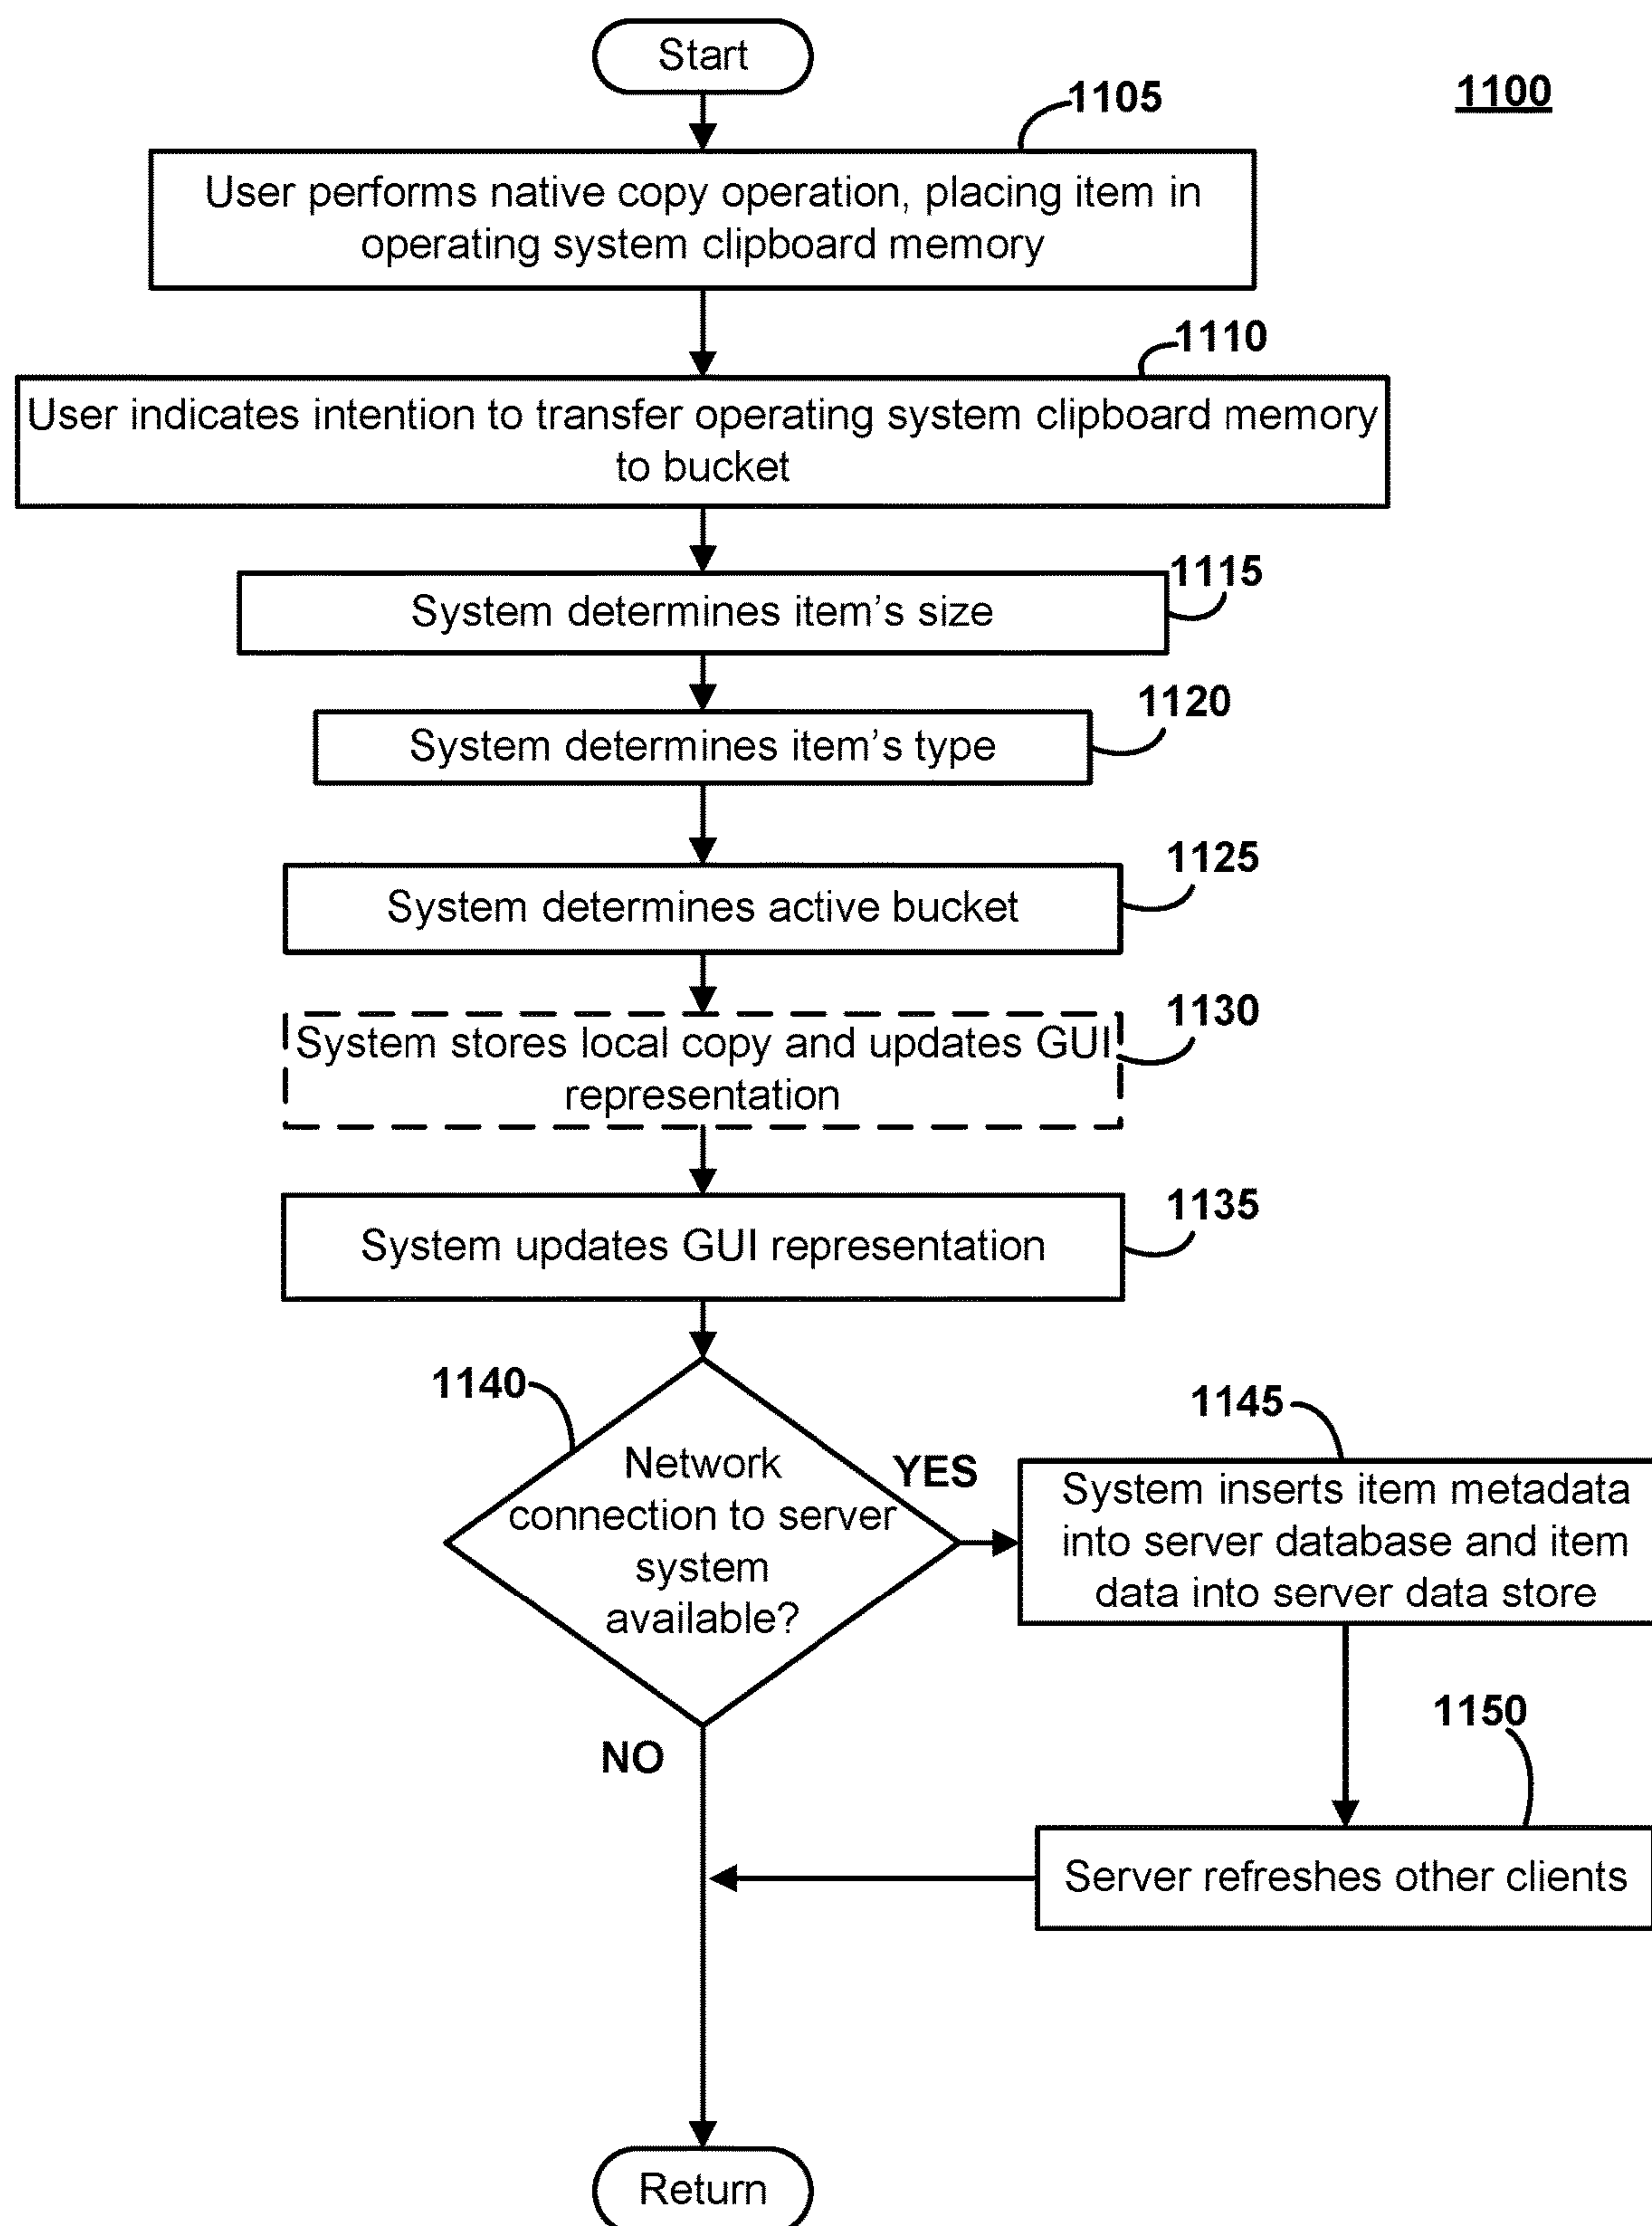 Start
1100
1105
User performs native copy operation, placing item in
operating system clipboard memory
1110
User indicates intention to transfer operating system clipboard memory
to bucket
1115
System determines item's size
1120
System determines item's type
1125
System determines active bucket
1130
System stores local copy and updates GUI
representation
1135
System updates GUI representation
1140
Network
connection to server
system
available?
YES
NO
1145
System inserts item metadata
into server database and item
data into server data store
1150
Server refreshes other clients
Return